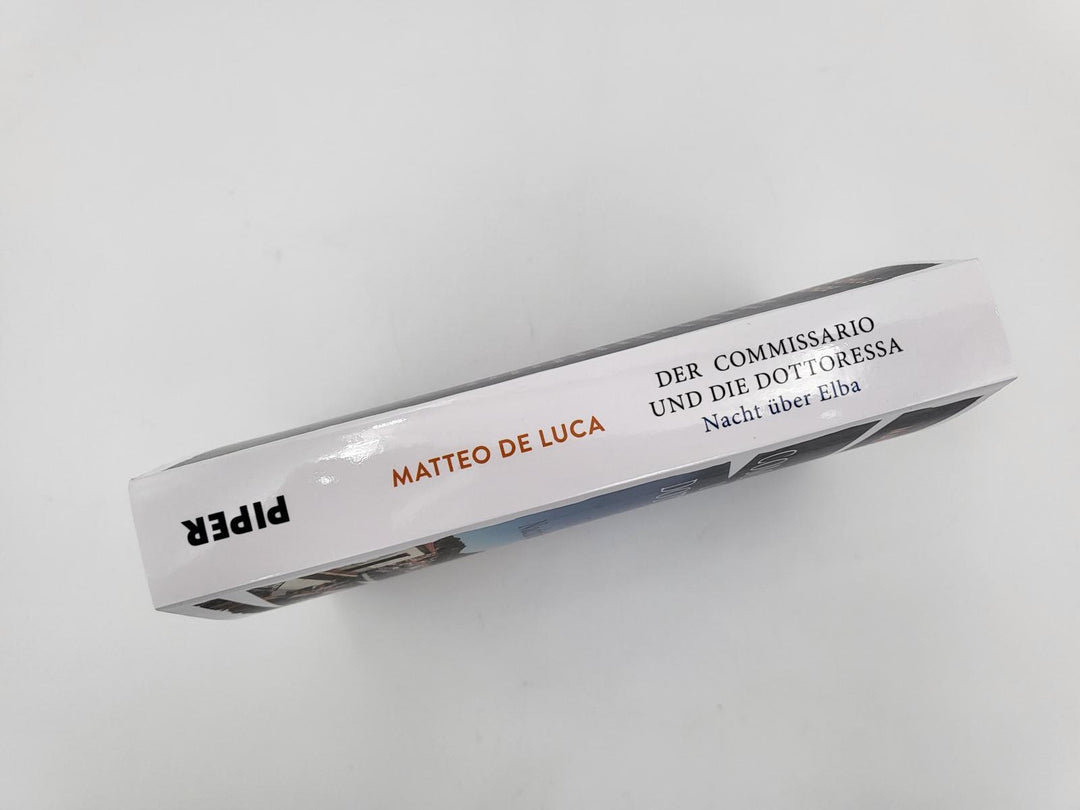 MATTEO DE LUCA
DER COMMISSARIO
UND DIE DOTTORESSA
Nacht über Elba
PIPER